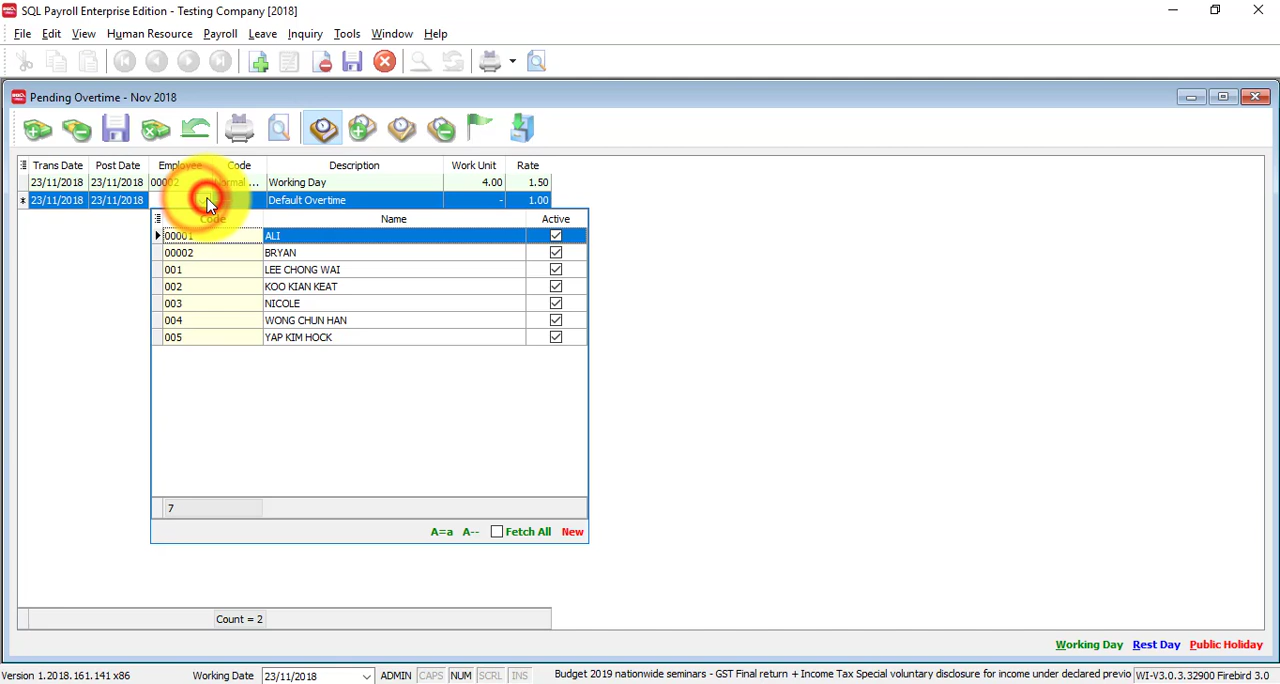 SQL Payroll Enterprise Edition - Testing Company [2018]
File Edit View Human Resource Payroll Leave Inquiry Tools Window Help
Pending Overtime - Nov 2018
Trans Date Post Date Employee Code Description Work Unit Rate
23/11/2018 23/11/2018 00002 Normal ... Working Day 4.00 1.50
* 23/11/2018 23/11/2018 Default Overtime - 1.00
Code Name Active
00001 ALI
00002 BRYAN
001 LEE CHONG WAI
002 KOO KIAN KEAT
003 NICOLE
004 WONG CHUN HAN
005 YAP KIM HOCK
7
A=a A-- Fetch All New
Count = 2
Working Day Rest Day Public Holiday
Version 1.2018.161.141 x86 Working Date 23/11/2018 ADMIN CAPS NUM SCRL INS Budget 2019 nationwide seminars - GST Final return + Income Tax Special voluntary disclosure for income under declared previo WI-V3.0.3.32900 Firebird 3.0